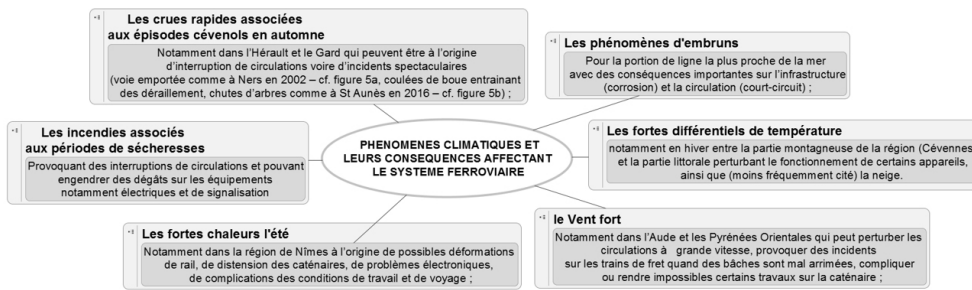 Les crues rapides associées
aux épisodes cévenols en automne
Notamment dans l'Hérault et le Gard qui peuvent être à l'origine
d'interruption de circulations voire d'incidents spectaculaires
(voie emportée comme à Ners en 2002 – cf. figure 5a, coulées de boue entrainant
des déraillement, chutes d'arbres comme à St Aunès en 2016 – cf. figure 5b) ;
Les phénomènes d'embruns
Pour la portion de ligne la plus proche de la mer
avec des conséquences importantes sur l'infrastructure
(corrosion) et la circulation (court-circuit) ;
Les incendies associés
aux périodes de sécheresses
Provoquant des interruptions de circulations et pouvant
engendrer des dégâts sur les équipements
notamment électriques et de signalisation
PHENOMENES CLIMATIQUES ET
LEURS CONSEQUENCES AFFECTANT
LE SYSTEME FERROVIAIRE
Les fortes différentiels de température
notamment en hiver entre la partie montagneuse de la région (Cévennes
et la partie littorale perturbant le fonctionnement de certains appareils,
ainsi que (moins fréquemment cité) la neige.
Les fortes chaleurs l'été
Notamment dans la région de Nîmes à l'origine de possibles déformations
de rail, de distension des caténaires, de problèmes électroniques,
de complications des conditions de travail et de voyage ;
le Vent fort
Notamment dans l'Aude et les Pyrénées Orientales qui peut perturber les
circulations à grande vitesse, provoquer des incidents
sur les trains de fret quand des bâches sont mal arrimées, compliquer
ou rendre impossibles certains travaux sur la caténaire ;